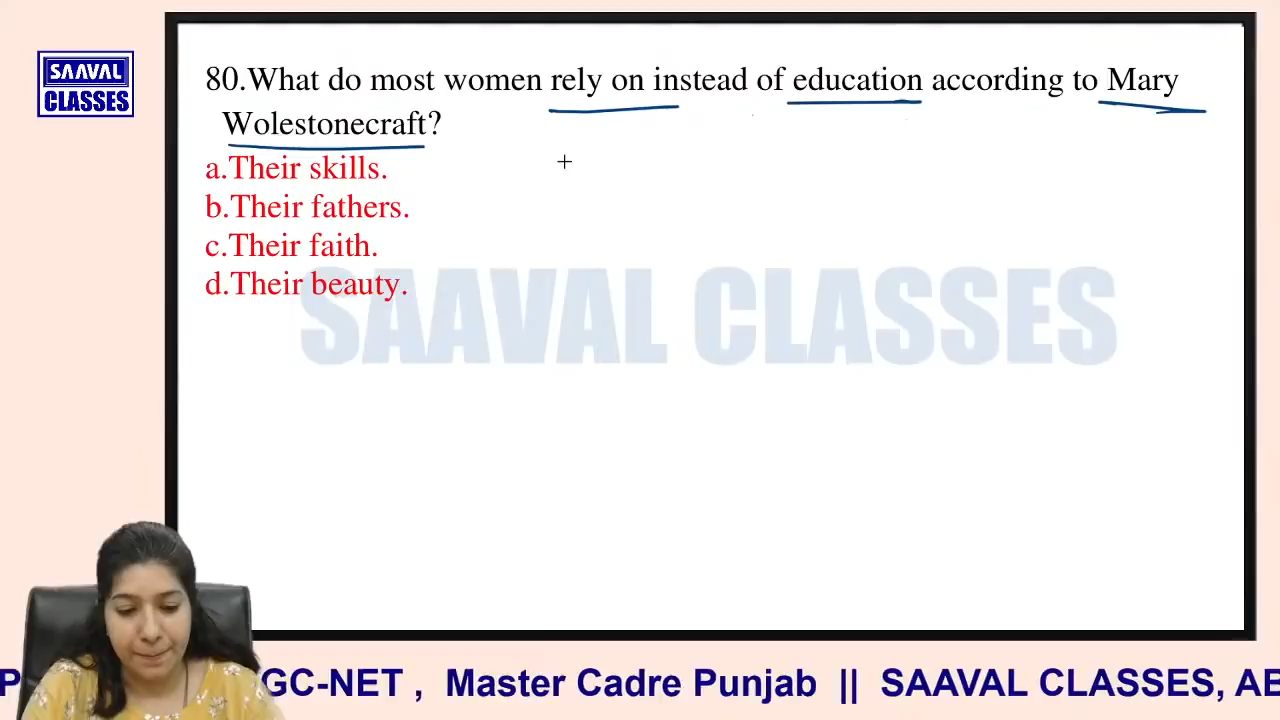 SAAVAL
CLASSES
80.What do most women rely on instead of education according to Mary
Wolestonecraft?
a.Their skills.
b.Their fathers.
c.Their faith.
d.Their beauty.
SAAVAL CLASSES
P GC-NET , Master Cadre Punjab || SAAVAL CLASSES, AB